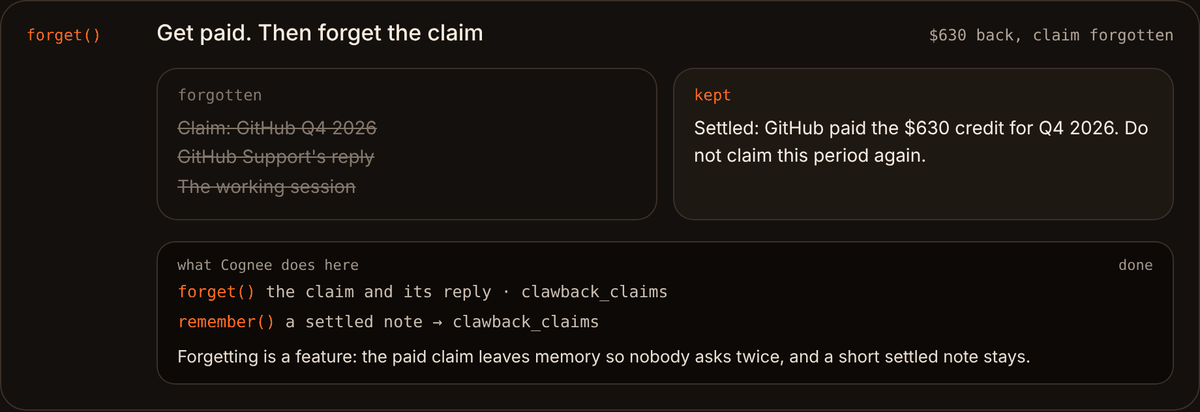 forget()
Get paid. Then forget the claim
$630 back, claim forgotten
forgotten
Claim: GitHub Q4 2026
GitHub Support's reply
The working session
kept
Settled: GitHub paid the $630 credit for Q4 2026. Do
not claim this period again.
what Cognee does here
done
forget() the claim and its reply · clawback_claims
remember() a settled note → clawback_claims
Forgetting is a feature: the paid claim leaves memory so nobody asks twice, and a short settled note stays.